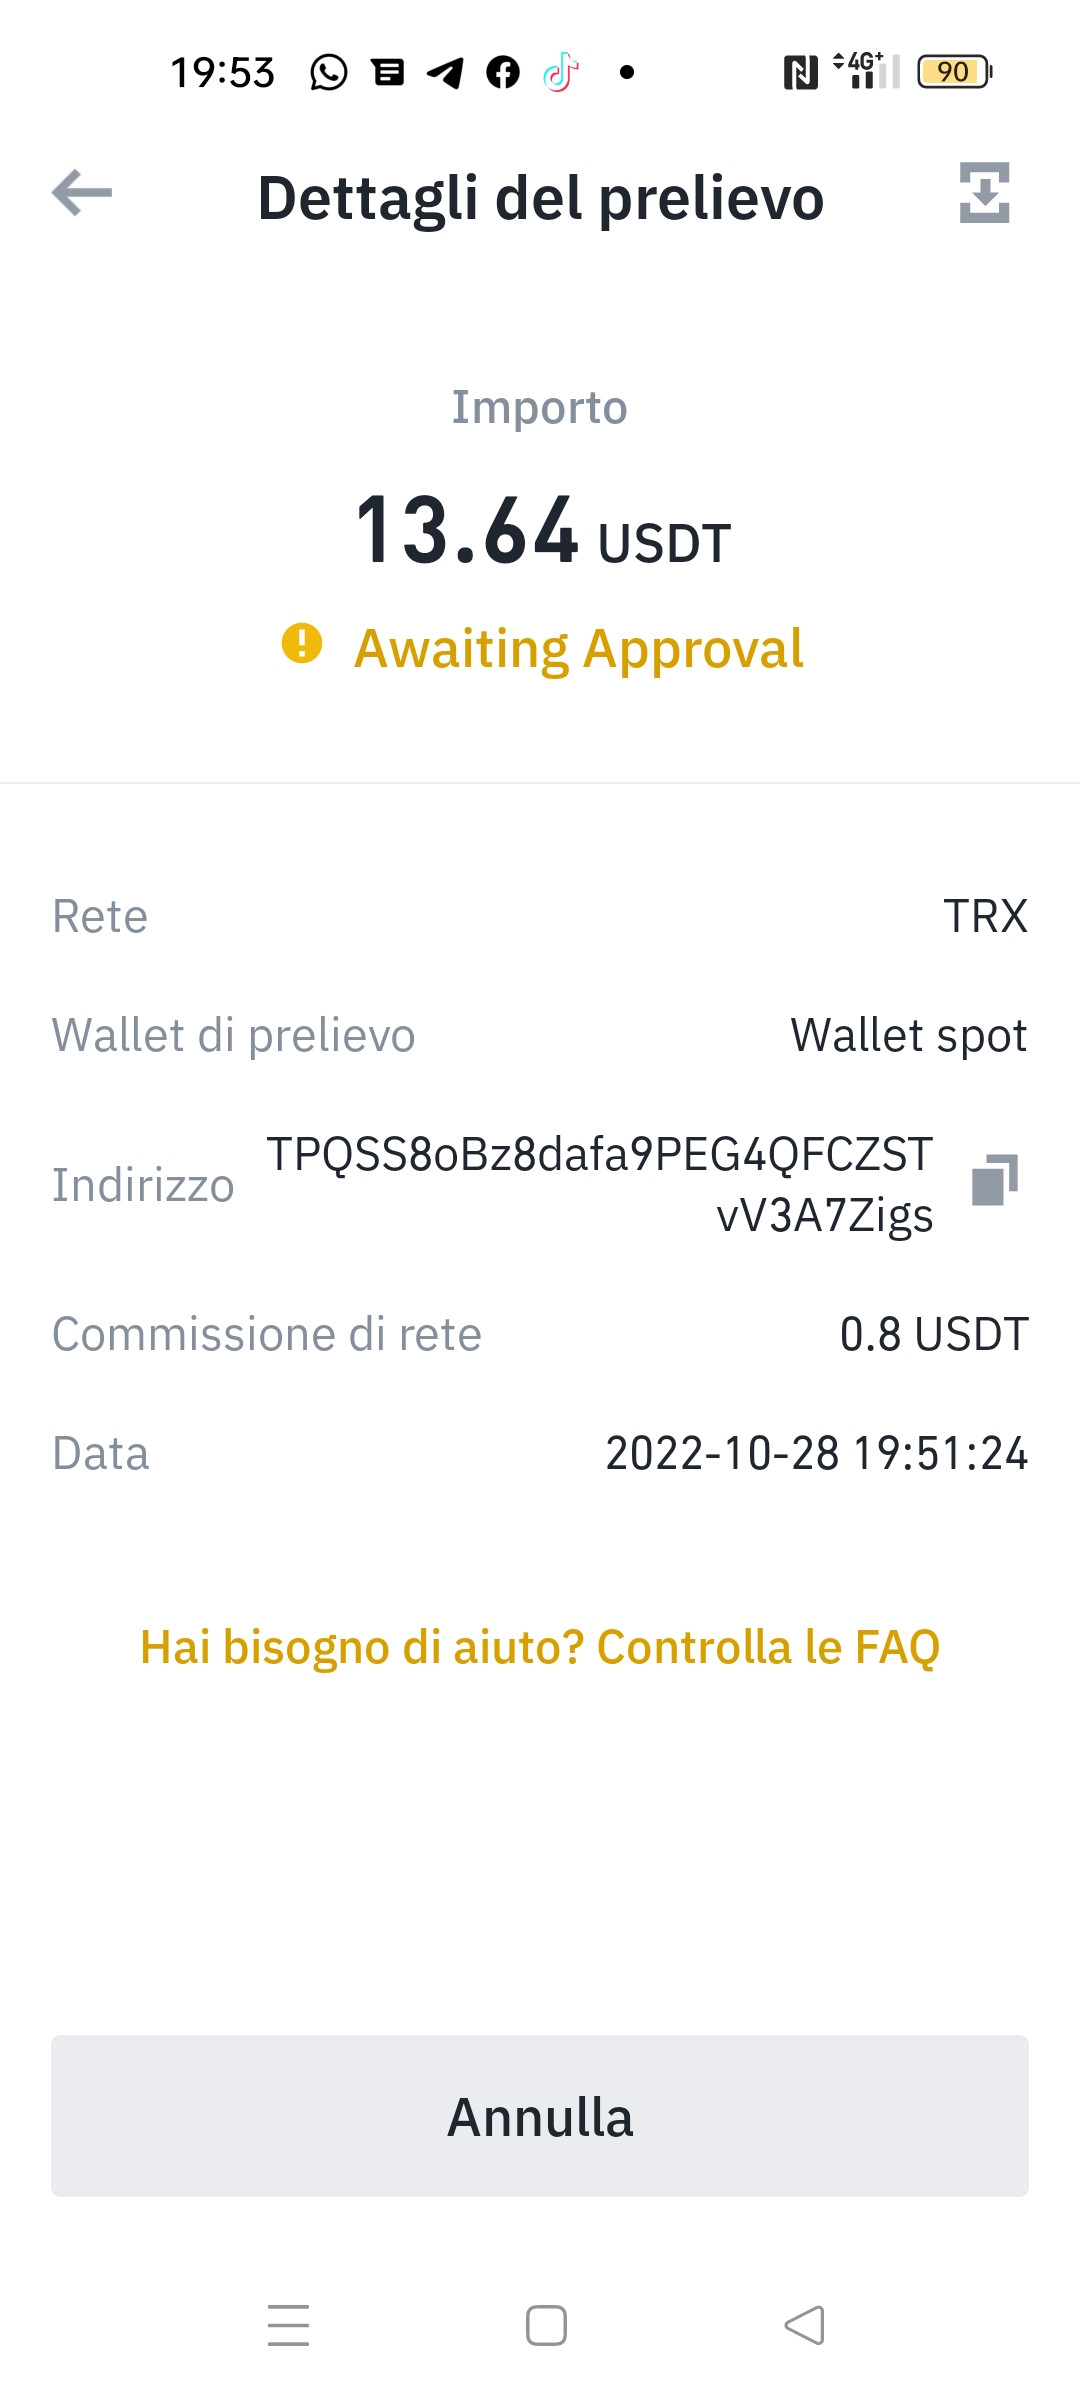 19:53
4G+
90
Dettagli del prelievo
Importo
13.64 USDT
Awaiting Approval
Rete
TRX
Wallet di prelievo
Wallet spot
Indirizzo
TPQSS8oBz8dafa9PEG4QFCZST
vV3A7Zigs
Commissione di rete
0.8 USDT
Data
2022-10-28 19:51:24
Hai bisogno di aiuto? Controlla le FAQ
Annulla